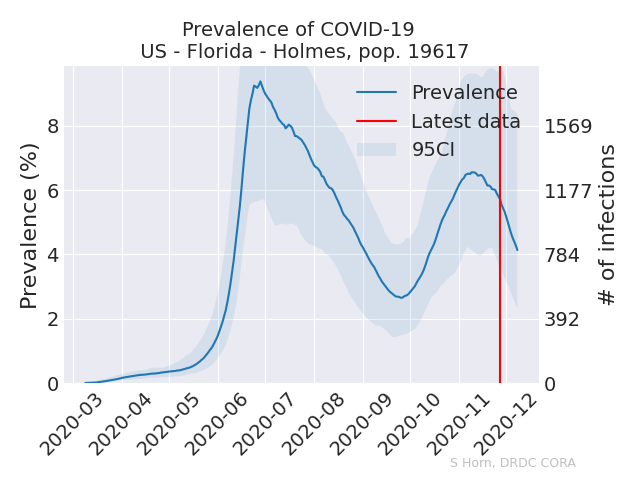 Prevalence of COVID-19
US - Florida - Holmes, pop. 19617
Prevalence
Latest data
95CI
Prevalence (%)
8
6
4
2
0
1569
1177
784
392
0
# of infections
2020-03
2020-04
2020-05
2020-06
2020-07
2020-08
2020-09
2020-10
2020-11
2020-12
S Horn, DRDC CORA